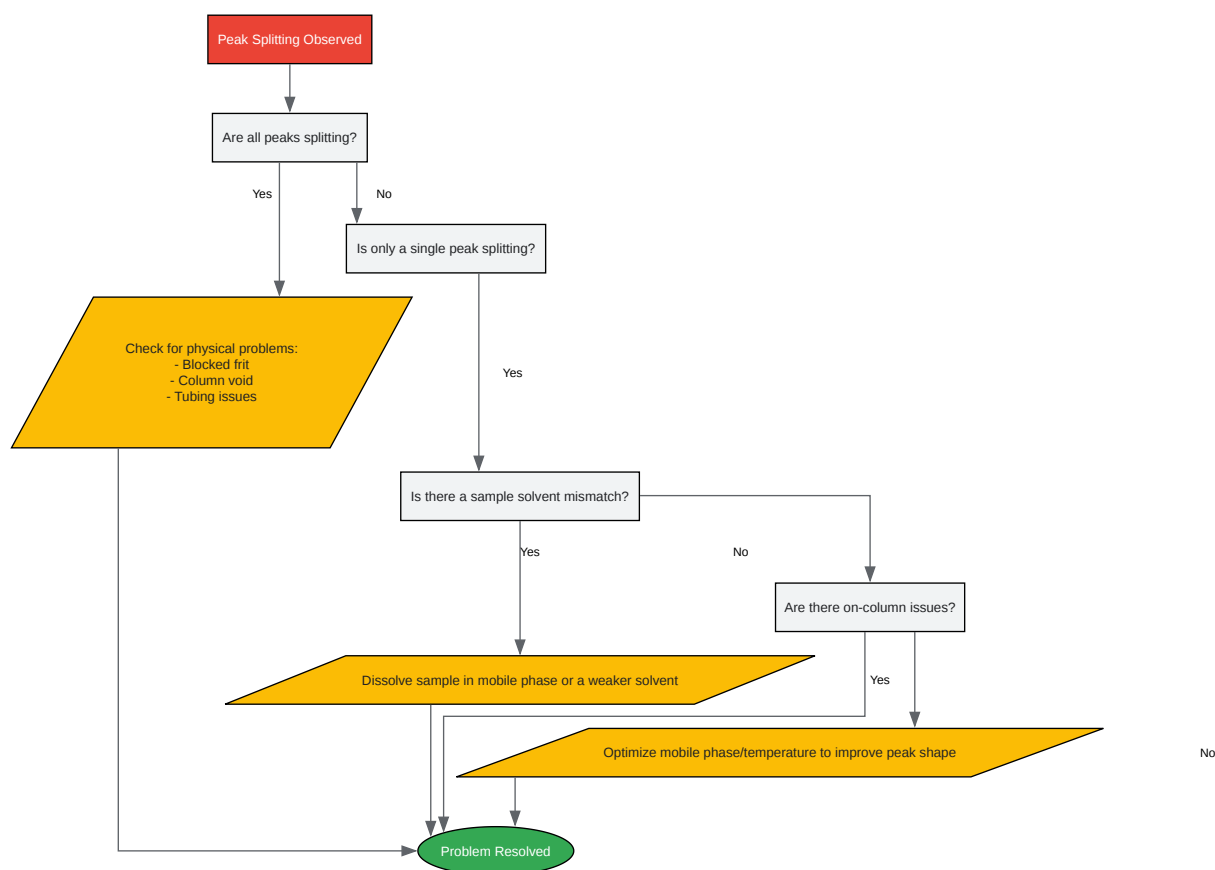 Peak Splitting Observed
Are all peaks splitting?
Yes
No
Is only a single peak splitting?
Check for physical problems:
- Blocked frit
- Column void
- Tubing issues
Yes
Is there a sample solvent mismatch?
Yes
No
Are there on-column issues?
Dissolve sample in mobile phase or a weaker solvent
Yes
Optimize mobile phase/temperature to improve peak shape
No
Problem Resolved